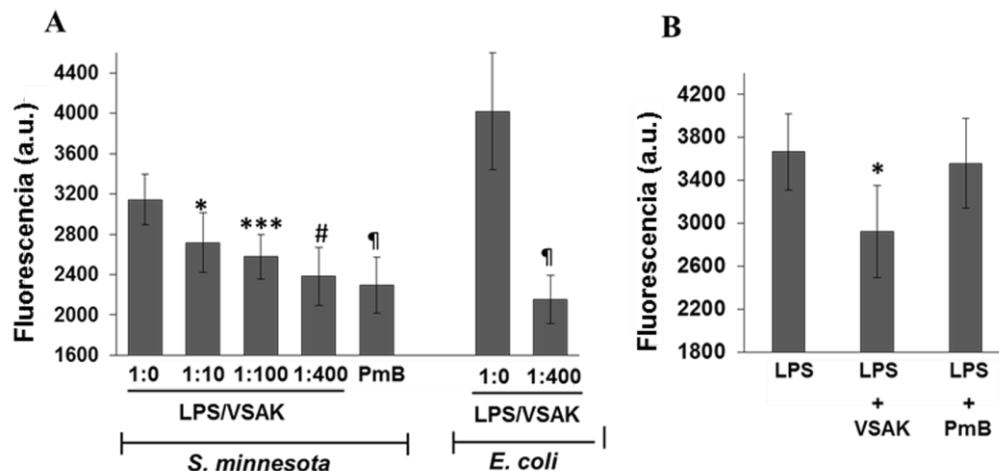 A
Fluorescencia (a.u.)
4400
4000
3600
3200
2800
2400
2000
1600
*
***
#
¶
¶
1:0 1:10 1:100 1:400 PmB 1:0 1:400
LPS/VSAK LPS/VSAK
S. minnesota E. coli
B
Fluorescencia (a.u.)
4200
3800
3400
3000
2600
2200
1800
*
LPS LPS LPS
+ +
VSAK PmB